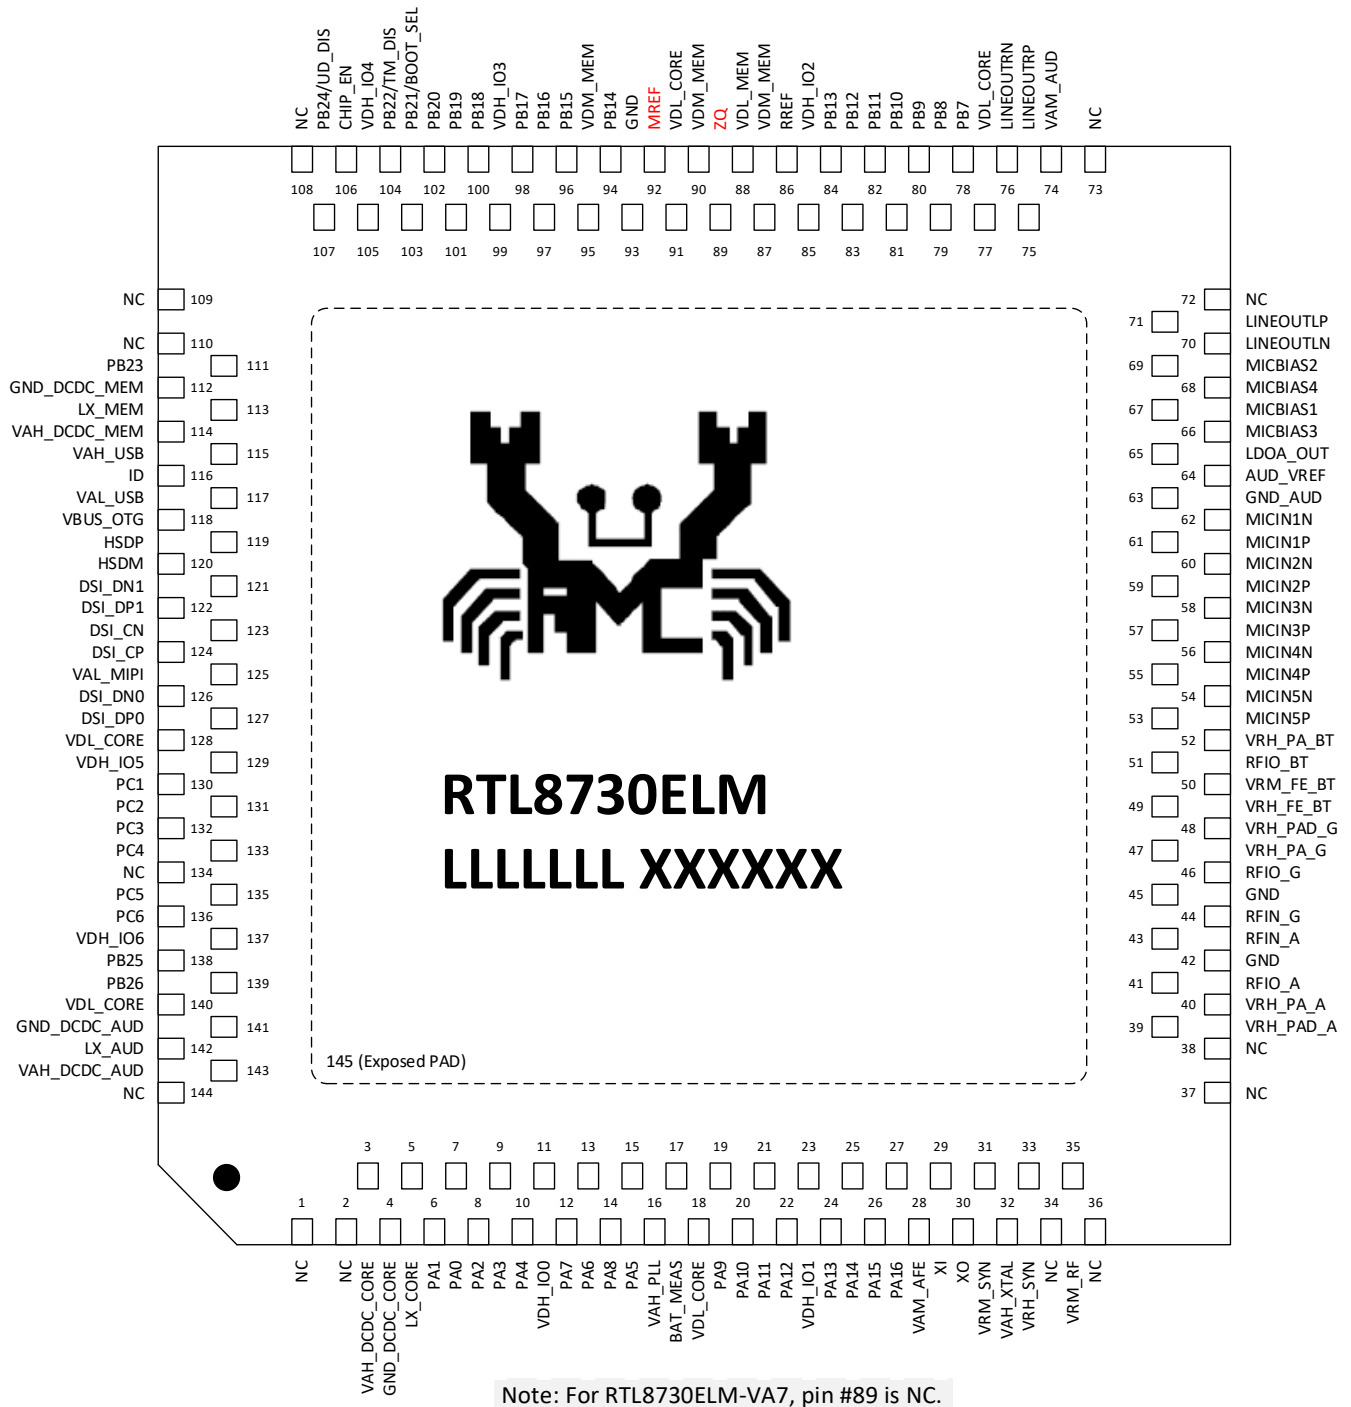 NC
PB24/UD_DIS
CHIP_EN
VDH_IO4
PB22/TM_DIS
PB21/BOOT_SEL
PB20
PB19
PB18
VDH_IO3
PB17
PB16
PB15
VDM_MEM
PB14
GND
MREF
VDL_CORE
VDM_MEM
ZQ
VDL_MEM
VDM_MEM
RREF
VDH_IO2
PB13
PB12
PB11
PB10
PB9
PB8
PB7
VDL_CORE
LINEOUTRN
LINEOUTRP
VAM_AUD
NC
108 106 104 102 100 98 96 94 92 90 88 86 84 82 80 78 76 74 73
107 105 103 101 99 97 95 93 91 89 87 85 83 81 79 77 75
NC 109
NC 110
PB23 111
GND_DCDC_MEM 112
LX_MEM 113
VAH_DCDC_MEM 114
VAH_USB 115
ID 116
VAL_USB 117
VBUS_OTG 118
HSDP 119
HSDM 120
DSI_DN1 121
DSI_DP1 122
DSI_CN 123
DSI_CP 124
VAL_MIPI 125
DSI_DN0 126
DSI_DP0 127
VDL_CORE 128
VDH_IO5 129
PC1 130
PC2 131
PC3 132
PC4 133
NC 134
PC5 135
PC6 136
VDH_IO6 137
PB25 138
PB26 139
VDL_CORE 140
GND_DCDC_AUD 141
LX_AUD 142
VAH_DCDC_AUD 143
NC 144
AMC
RTL8730ELM
LLLLLLL XXXXXX
145 (Exposed PAD)
72 NC
71 LINEOUTLP
70 LINEOUTLN
69 MICBIAS2
68 MICBIAS4
67 MICBIAS1
66 MICBIAS3
65 LDOA_OUT
64 AUD_VREF
63 GND_AUD
62 MICIN1N
61 MICIN1P
60 MICIN2N
59 MICIN2P
58 MICIN3N
57 MICIN3P
56 MICIN4N
55 MICIN4P
54 MICIN5N
53 MICIN5P
52 VRH_PA_BT
51 RFIO_BT
50 VRM_FE_BT
49 VRH_FE_BT
48 VRH_PAD_G
47 VRH_PA_G
46 RFIO_G
45 GND
44 RFIN_G
43 RFIN_A
42 GND
41 RFIO_A
40 VRH_PA_A
39 VRH_PAD_A
38 NC
37 NC
3 5 7 9 11 13 15 17 19 21 23 25 27 29 31 33 35
1 2 4 6 8 10 12 14 16 18 20 22 24 26 28 30 32 34 36
NC
NC
VAH_DCDC_CORE
GND_DCDC_CORE
LX_CORE
PA1
PA0
PA2
PA3
PA4
VDH_IO0
PA7
PA6
PA8
PA5
VAH_PLL
BAT_MEAS
VDL_CORE
PA9
PA10
PA11
PA12
VDH_IO1
PA13
PA14
PA15
PA16
VAM_AFE
XI
XO
VRM_SYN
VAH_XTAL
VRH_SYN
NC
VRM_RF
NC
Note: For RTL8730ELM-VA7, pin #89 is NC.